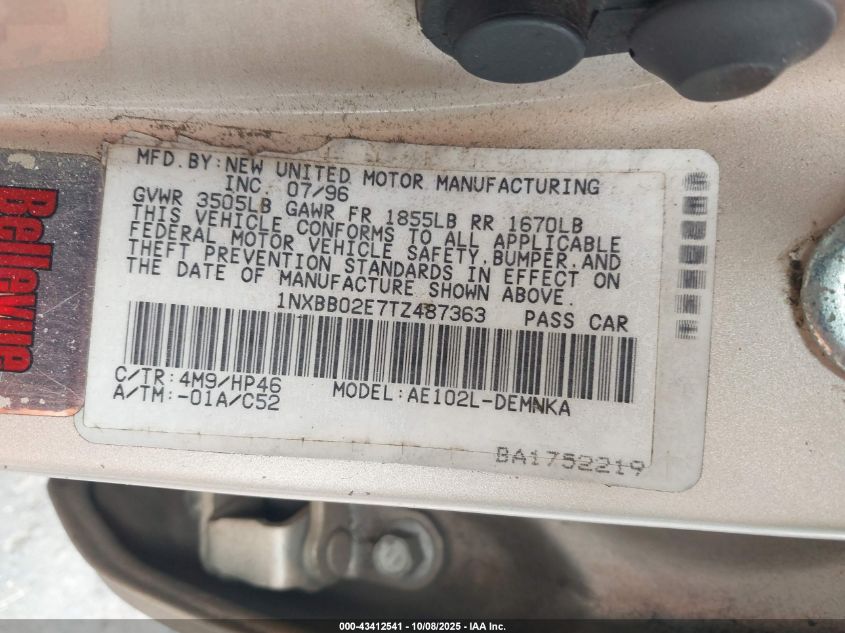 Bellevue
MFD.BY:NEW UNITED MOTOR MANUFACTURING
INC. 07/96
GVWR 3505LB GAWR FR 1855LB RR 1670LB
THIS VEHICLE CONFORMS TO ALL APPLICABLE
FEDERAL MOTOR VEHICLE SAFETY,BUMPER,AND
THEFT PREVENTION STANDARDS IN EFFECT ON
THE DATE OF MANUFACTURE SHOWN ABOVE.
1NXBB02E7TZ487363 PASS CAR
C/TR:4M9/HP46 MODEL:AE102L-DEMNKA
A/TM:-01A/C52
BA1752219
000-43412541 - 10/08/2025 - IAA Inc.